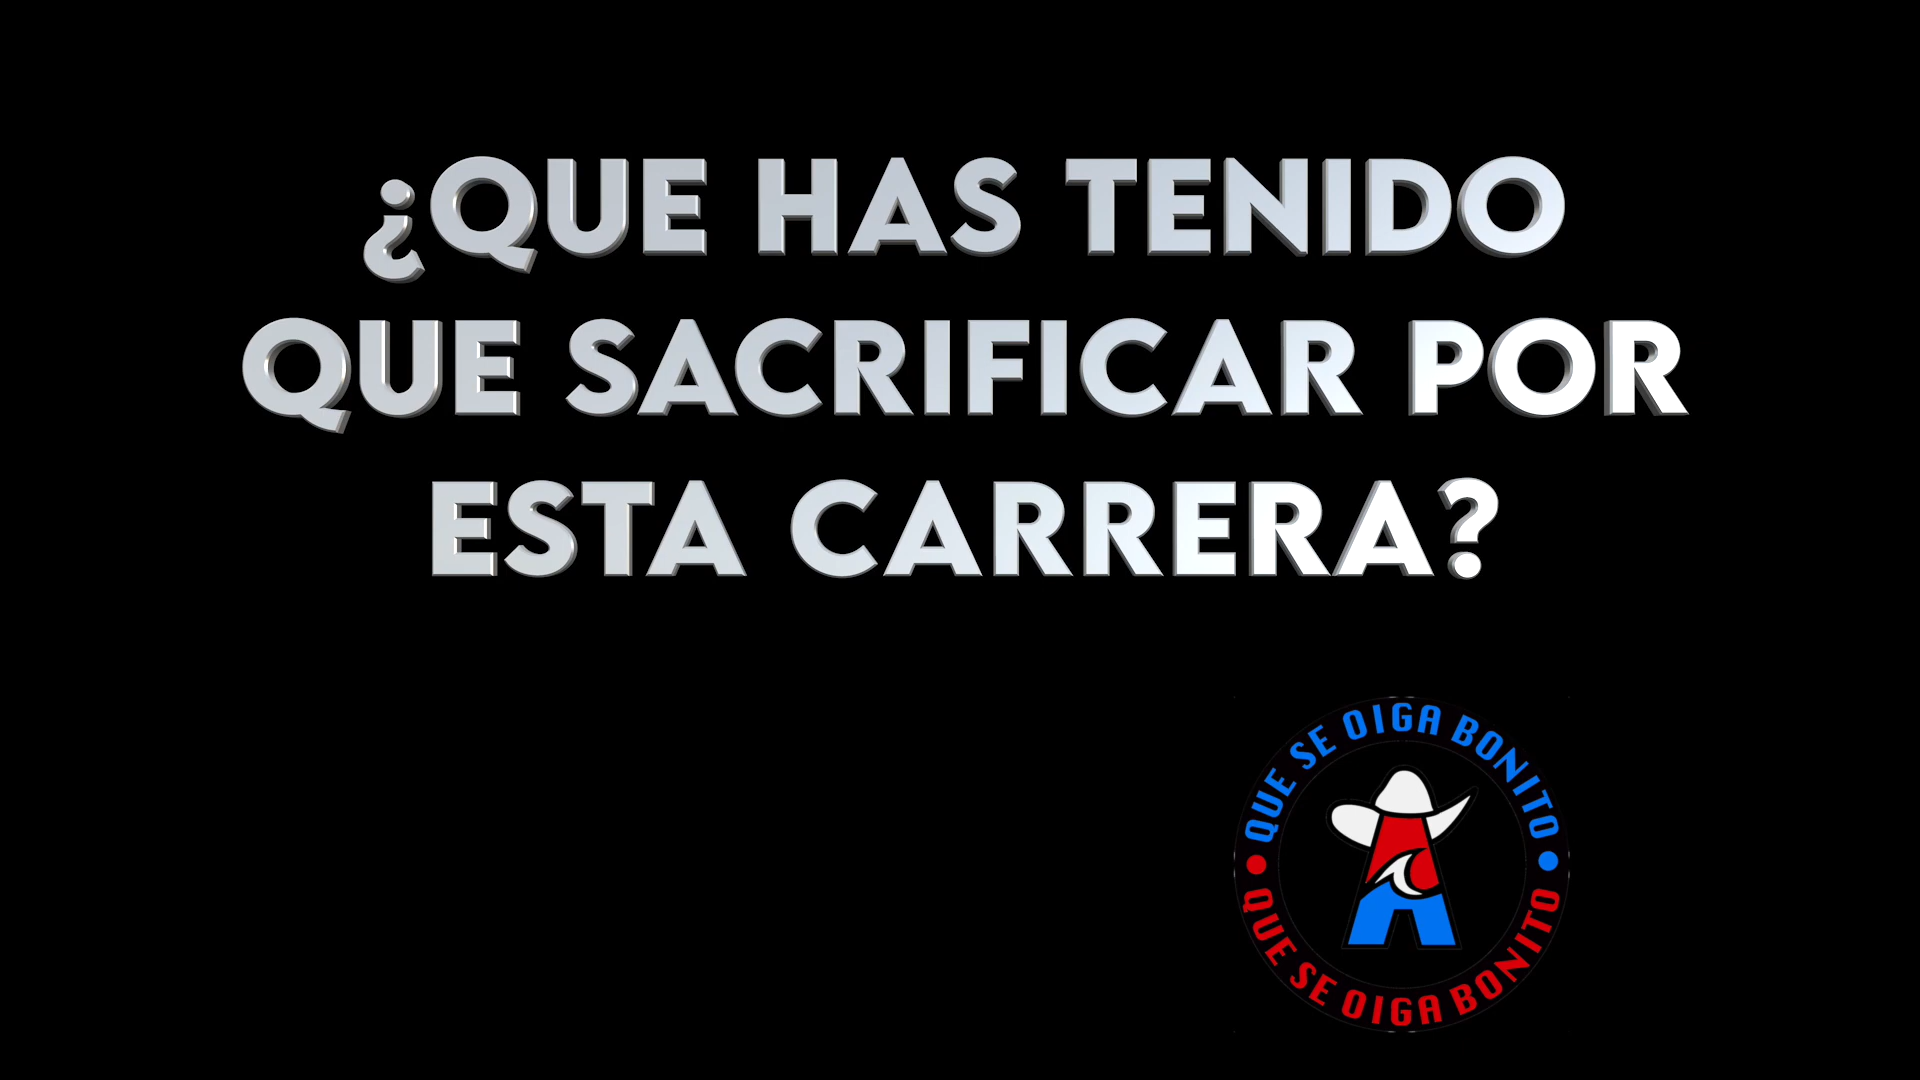 ¿QUE HAS TENIDO
QUE SACRIFICAR POR
ESTA CARRERA?
QUE SE OIGA BONITO
QUE SE OIGA BONITO